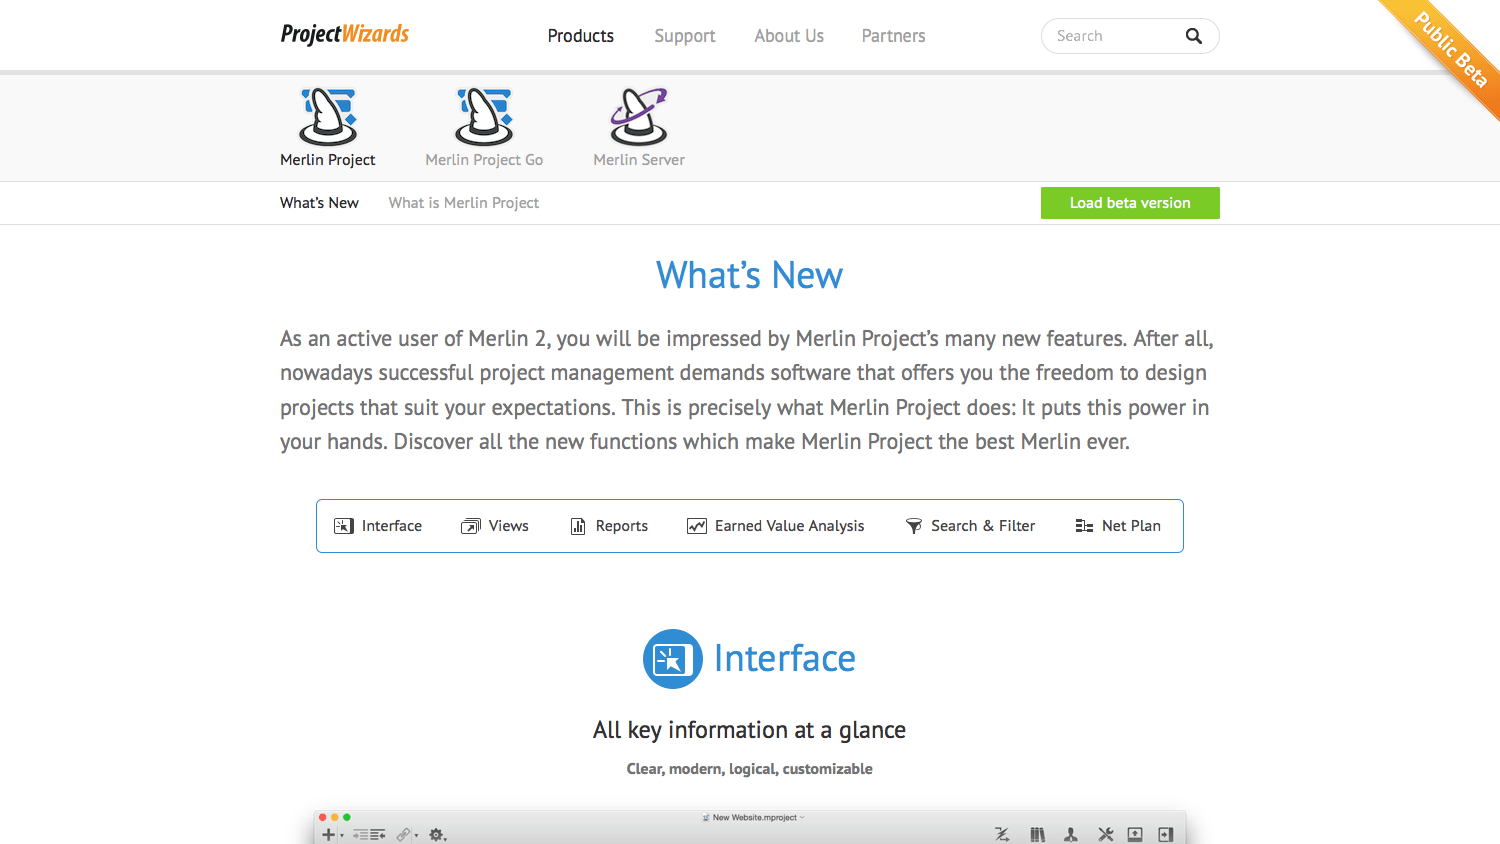 ProjectWizards
Products
Support
About Us
Partners
Search
Public Beta
Merlin Project
Merlin Project Go
Merlin Server
What’s New
What is Merlin Project
Load beta version
What’s New
As an active user of Merlin 2, you will be impressed by Merlin Project’s many new features. After all,
nowadays successful project management demands software that offers you the freedom to design
projects that suit your expectations. This is precisely what Merlin Project does: It puts this power in
your hands. Discover all the new functions which make Merlin Project the best Merlin ever.
Interface
Views
Reports
Earned Value Analysis
Search & Filter
Net Plan
Interface
All key information at a glance
Clear, modern, logical, customizable
New Website.mproject